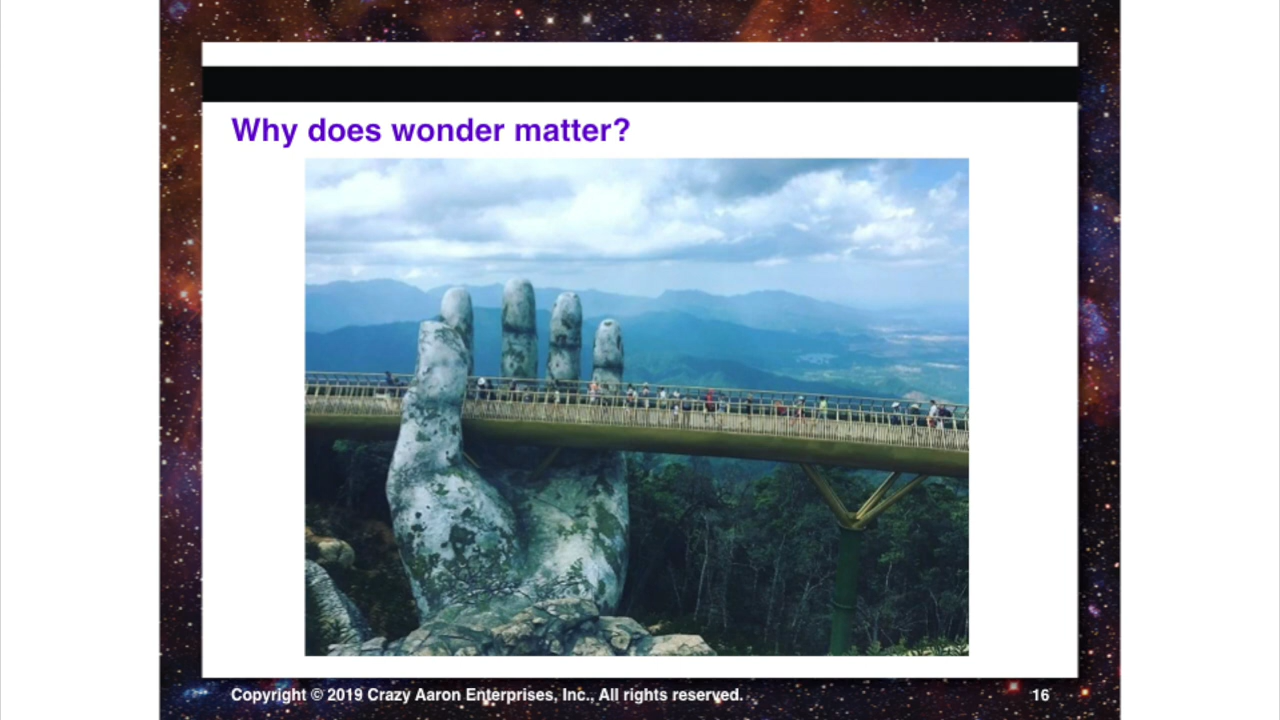 Why does wonder matter?
Copyright © 2019 Crazy Aaron Enterprises, Inc., All rights reserved.
16